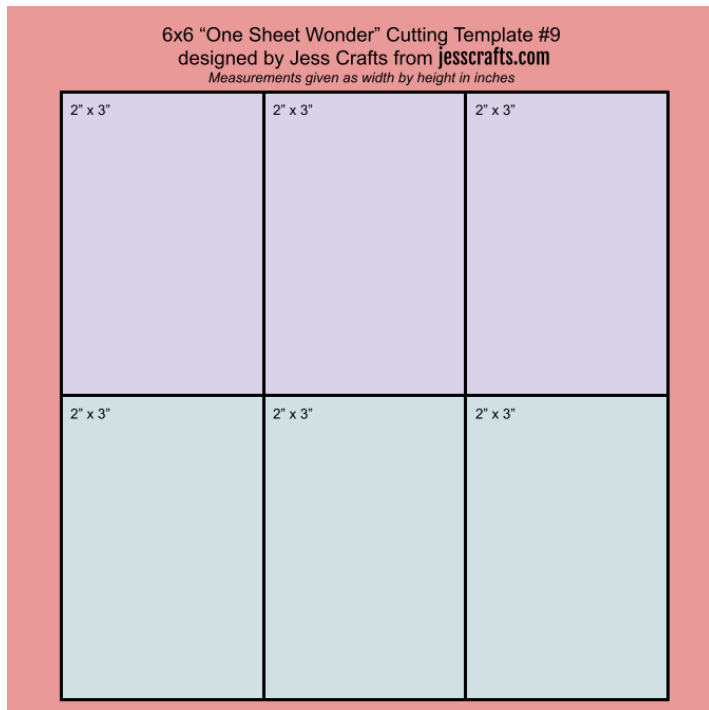 6x6 “One Sheet Wonder” Cutting Template #9
designed by Jess Crafts from jesscrafts.com
Measurements given as width by height in inches
2” x 3” 2” x 3” 2” x 3”
2” x 3” 2” x 3” 2” x 3”